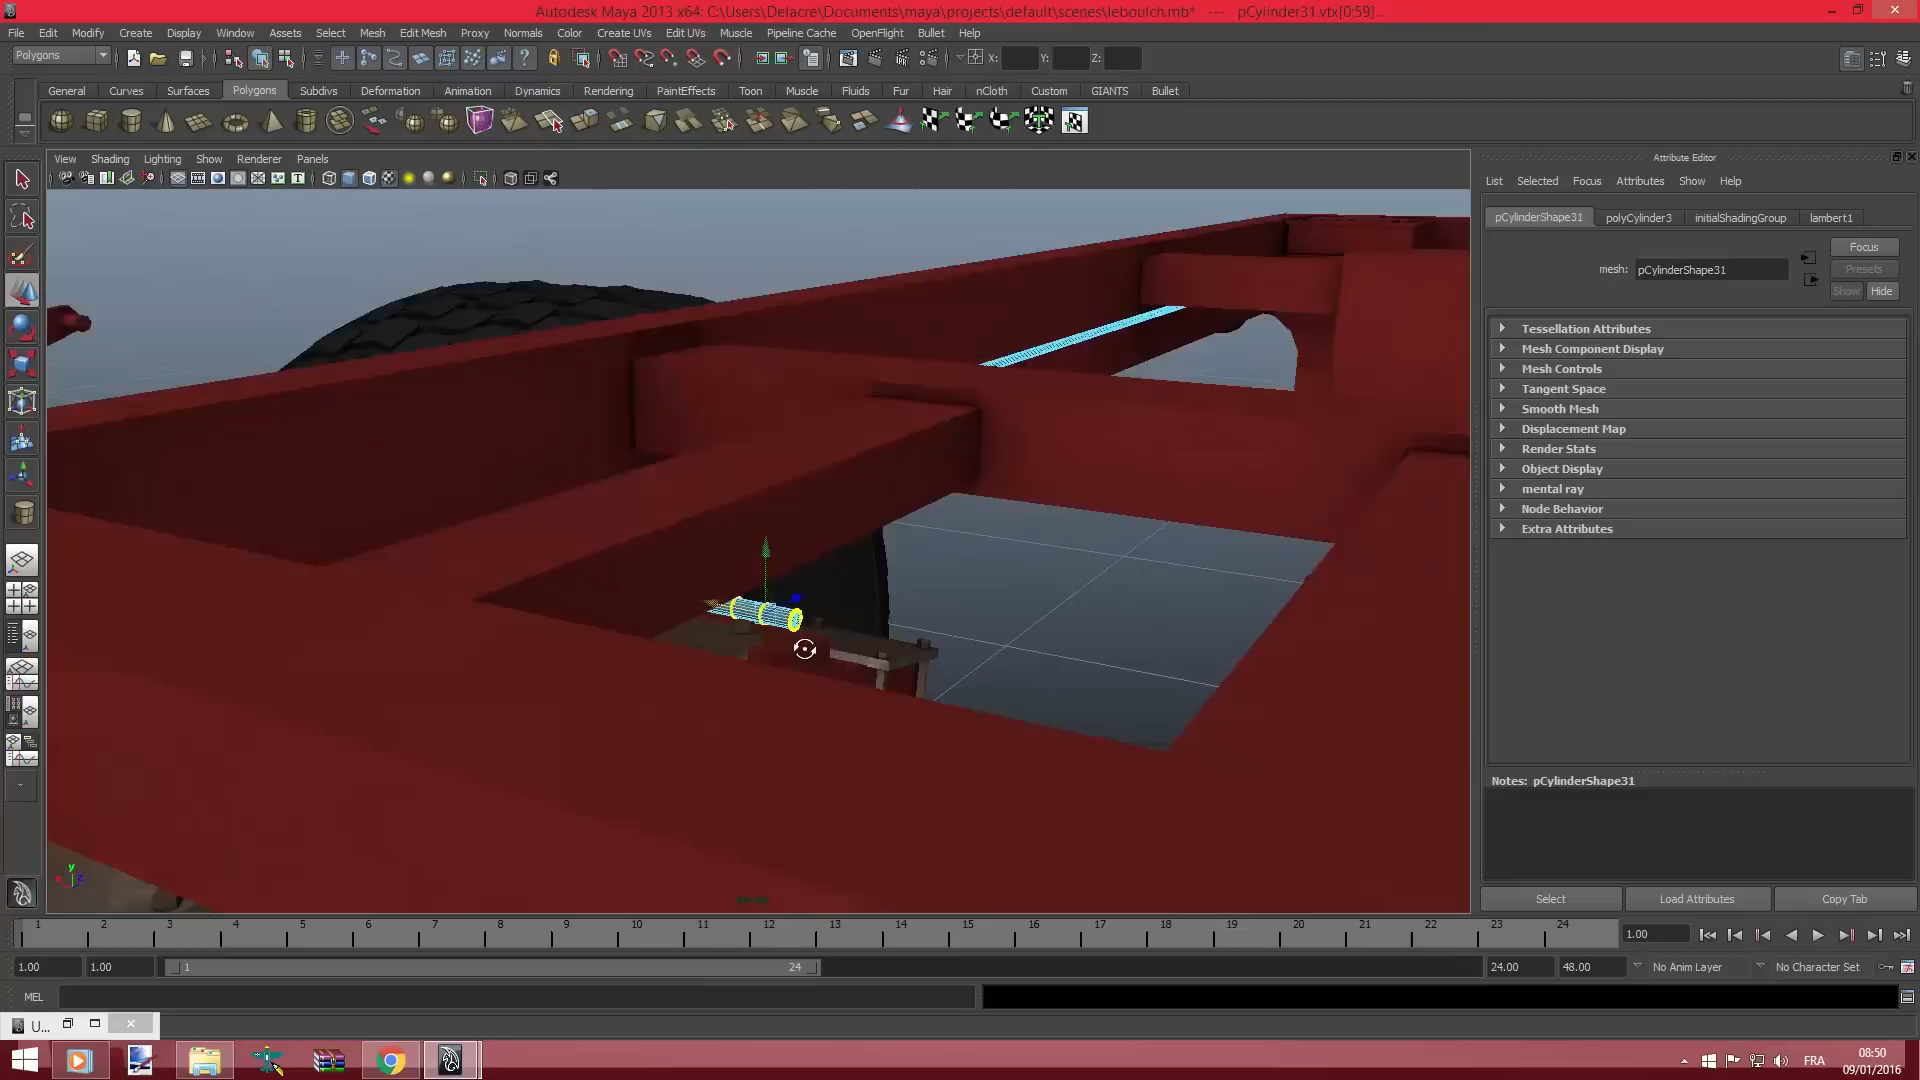 Autodesk Maya 2013 x64: C:\Users\Delacre\Documents\maya\projects\default\scenes\leboulch.mb* --- pCylinder31.vtx[0:59]...
File Edit Modify Create Display Window Assets Select Mesh Edit Mesh Proxy Normals Color Create UVs Edit UVs Muscle Pipeline Cache OpenFlight Bullet Help
Polygons X: Y: Z:
General Curves Surfaces Polygons Subdivs Deformation Animation Dynamics Rendering PaintEffects Toon Muscle Fluids Fur Hair nCloth Custom GIANTS Bullet
View Shading Lighting Show Renderer Panels
Attribute Editor
List Selected Focus Attributes Show Help
pCylinderShape31 polyCylinder3 initialShadingGroup lambert1
Focus
mesh: pCylinderShape31 Presets
Show Hide
Tessellation Attributes
Mesh Component Display
Mesh Controls
Tangent Space
Smooth Mesh
Displacement Map
Render Stats
Object Display
mental ray
Node Behavior
Extra Attributes
Notes: pCylinderShape31
Select Load Attributes Copy Tab
y
1 2 3 4 5 6 7 8 9 10 11 12 13 14 15 16 17 18 19 20 21 22 23 24 1.00
1.00 1.00 1 24 24.00 48.00 No Anim Layer No Character Set
MEL
U...
FRA
08:50
09/01/2016